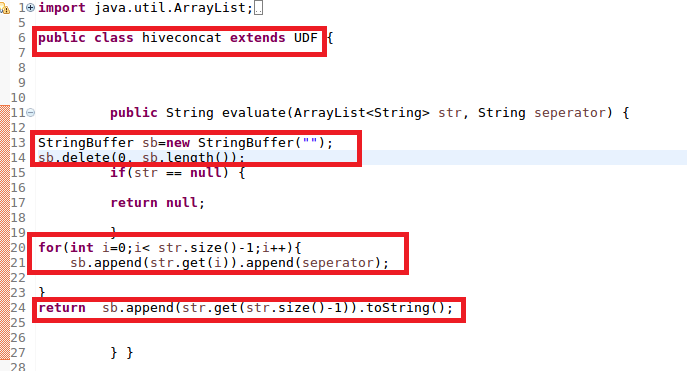 1 import java.util.ArrayList;
5
6 public class hiveconcat extends UDF {
7
8
9
10
11 public String evaluate(ArrayList<String> str, String seperator) {
12
13 StringBuffer sb=new StringBuffer("");
14 sb.delete(0, sb.length());
15 if(str == null) {
16
17 return null;
18
19 }
20 for(int i=0;i< str.size()-1;i++){
21 sb.append(str.get(i)).append(seperator);
22
23 }
24 return sb.append(str.get(str.size()-1)).toString();
25
26
27 } }
28